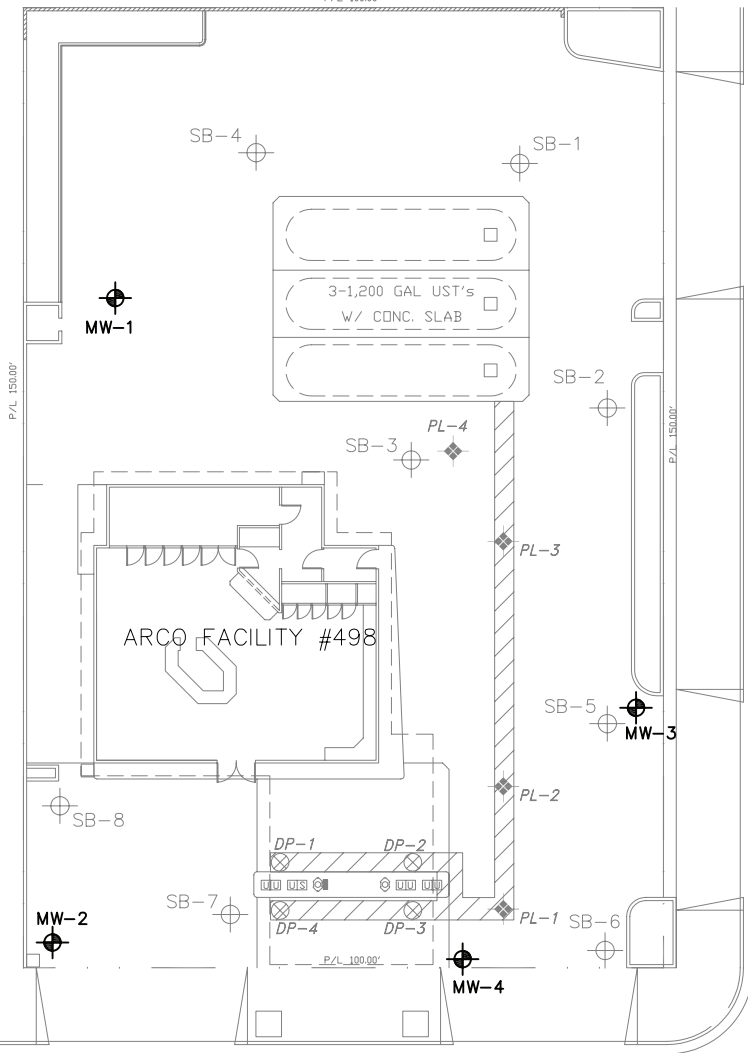 P/L 100.00'
SB-4
SB-1
3-1,200 GAL UST's
W/ CONC. SLAB
MW-1
P/L 150.00'
SB-2
P/L 150.00'
PL-4
SB-3
PL-3
ARCO FACILITY #498
SB-5
MW-3
PL-2
SB-8
DP-1
DP-2
SB-7
MW-2
DP-4
DP-3
PL-1
SB-6
P/L 100.00'
MW-4